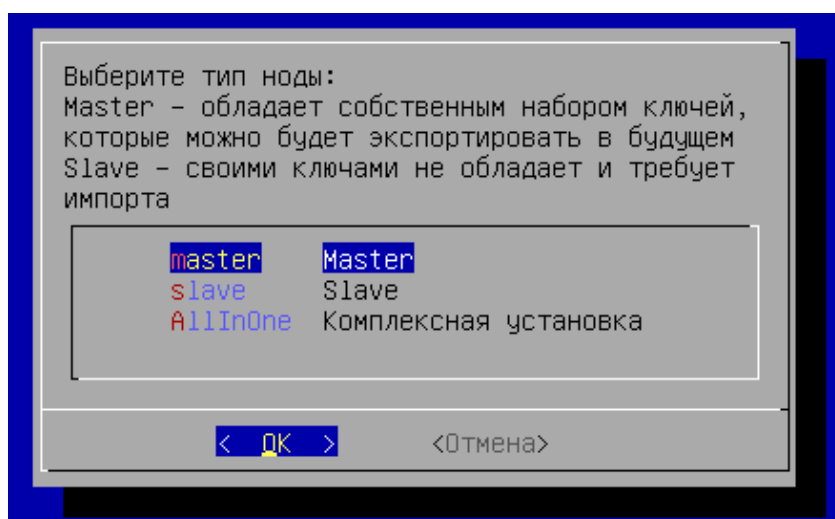 Выберите тип ноды:
Master – обладает собственным набором ключей,
которые можно будет экспортировать в будущем
Slave – своими ключами не обладает и требует
импорта
master Master
slave Slave
AllInOne Комплексная установка
< OK > <Отмена>